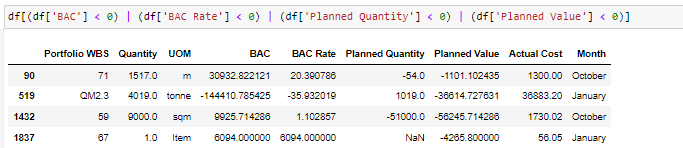 df[(df['BAC'] < 0) | (df['BAC Rate'] < 0) | (df['Planned Quantity'] < 0) | (df['Planned Value'] < 0)]
Portfolio WBS Quantity UOM BAC BAC Rate Planned Quantity Planned Value Actual Cost Month
90 71 1517.0 m 30932.822121 20.390786 -54.0 -1101.102435 1300.00 October
519 QM2.3 4019.0 tonne -144410.785425 -35.932019 1019.0 -36614.727631 36883.20 January
1432 59 9000.0 sqm 9925.714286 1.102857 -51000.0 -56245.714286 1730.02 October
1837 67 1.0 Item 6094.000000 6094.000000 NaN -4265.800000 56.05 January